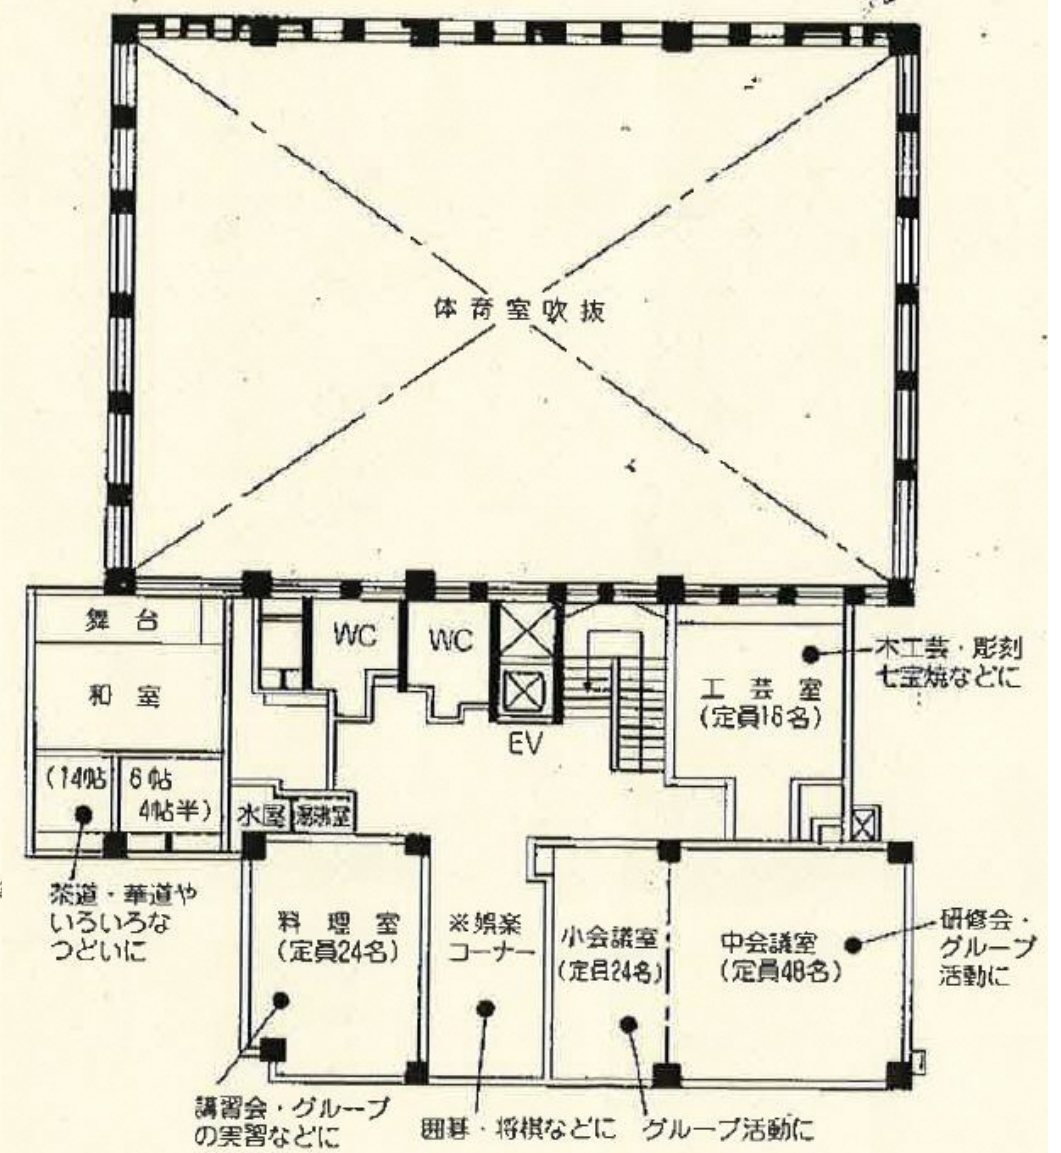 体育室吹抜
舞台
和室
(14帖
6帖
4帖半)
水屋
湯沸室
WC
WC
EV
工芸室
(定員16名)
木工芸・彫刻
七宝焼などに
茶道・華道や
いろいろな
つどいに
料理室
(定員24名)
※娯楽
コーナー
小会議室
(定員24名)
中会議室
(定員48名)
研修会・
グループ
活動に
講習会・グループ
の実習などに
囲碁・将棋などに
グループ活動に